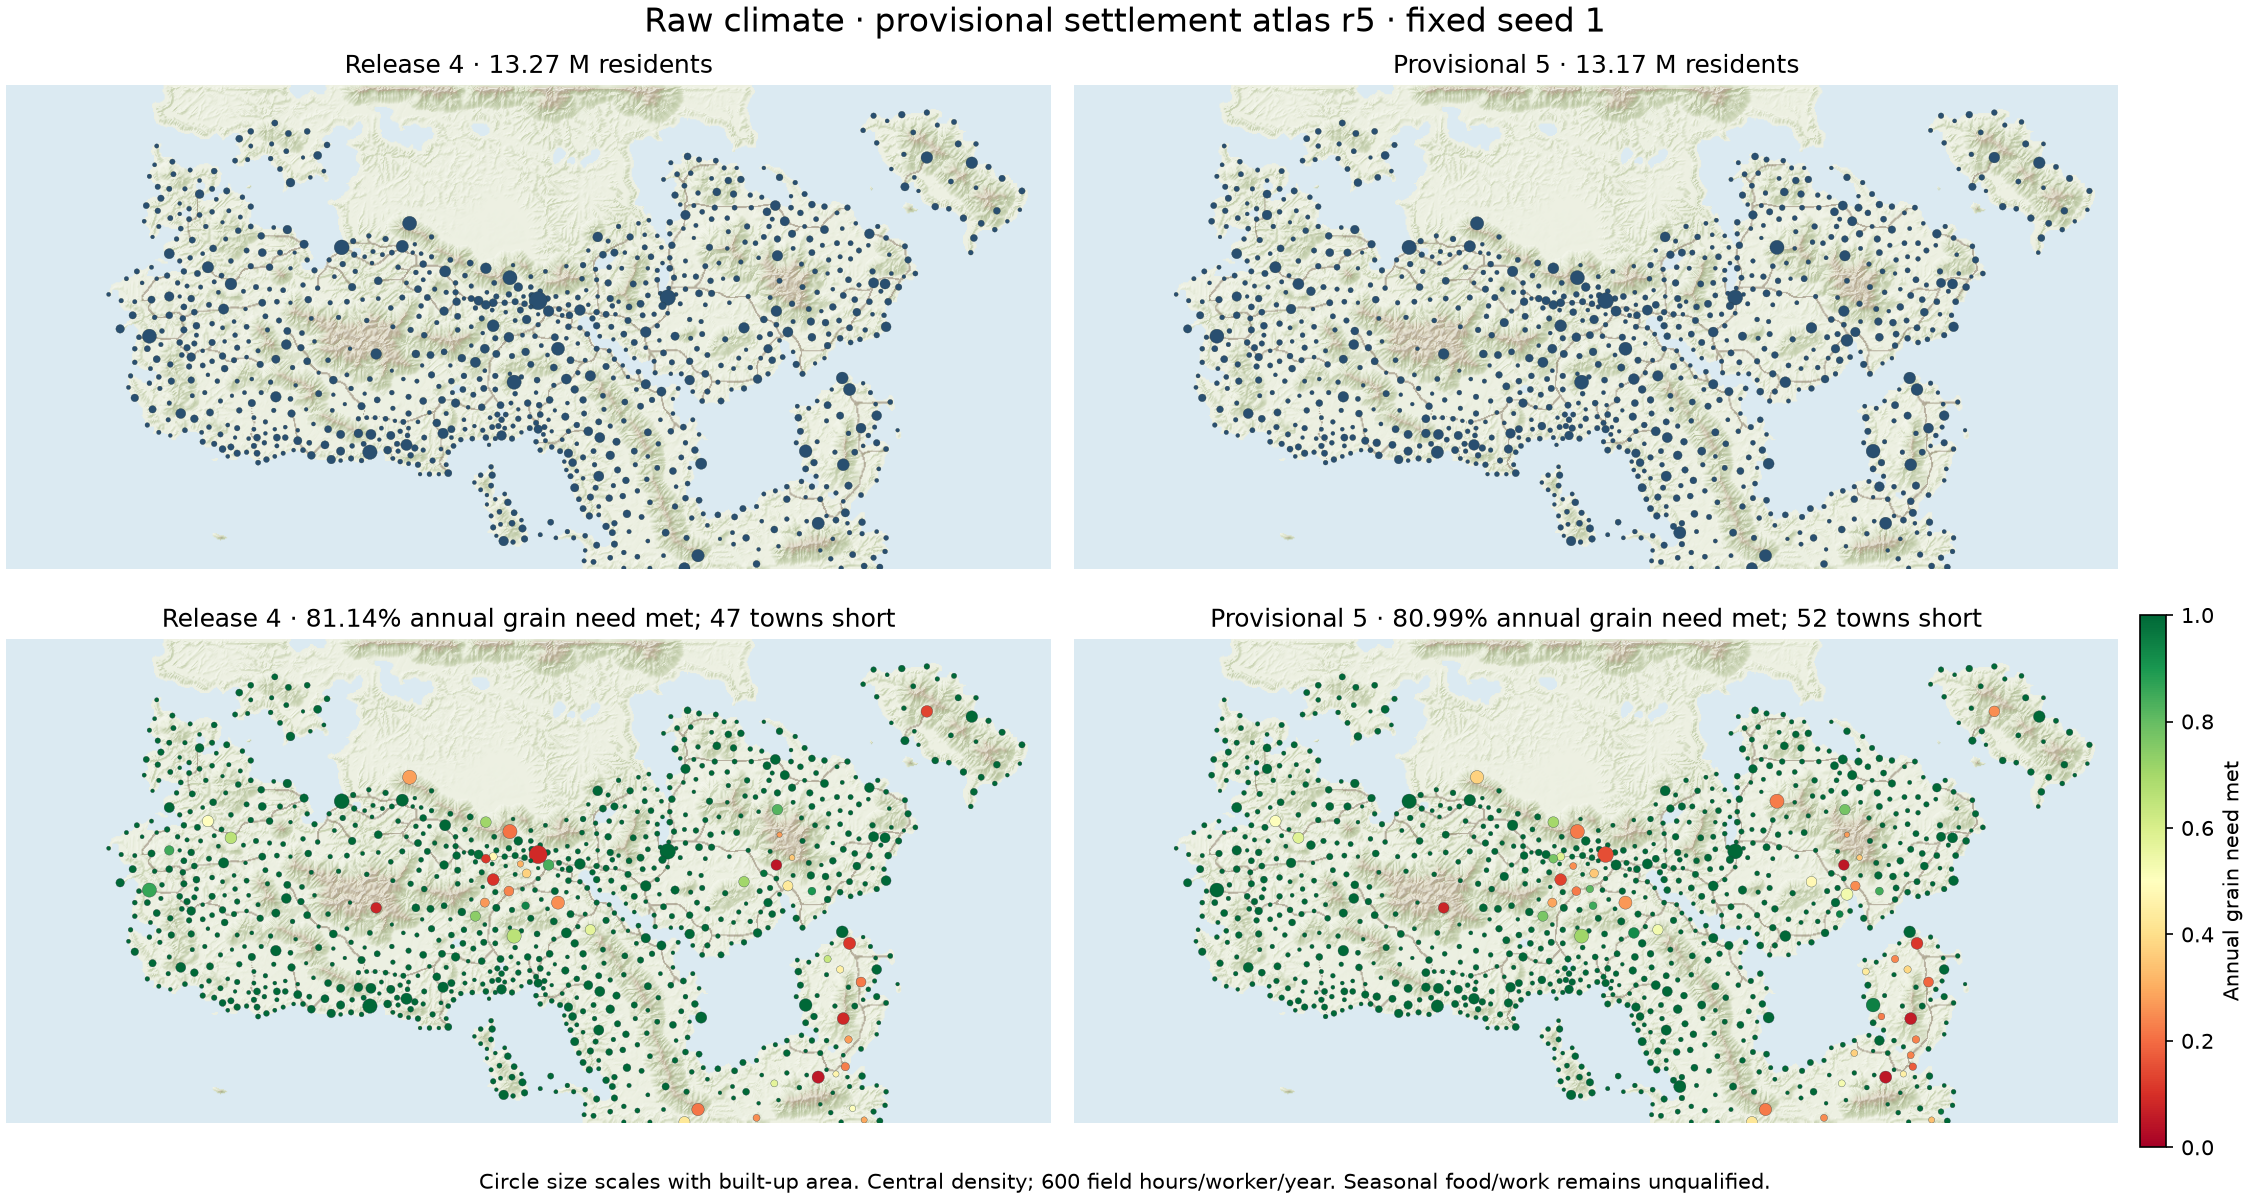 Raw climate · provisional settlement atlas r5 · fixed seed 1
Release 4 · 13.27 M residents
Provisional 5 · 13.17 M residents
Release 4 · 81.14% annual grain need met; 47 towns short
Provisional 5 · 80.99% annual grain need met; 52 towns short
1.0
0.8
0.6
0.4
0.2
0.0
Annual grain need met
Circle size scales with built-up area. Central density; 600 field hours/worker/year. Seasonal food/work remains unqualified.